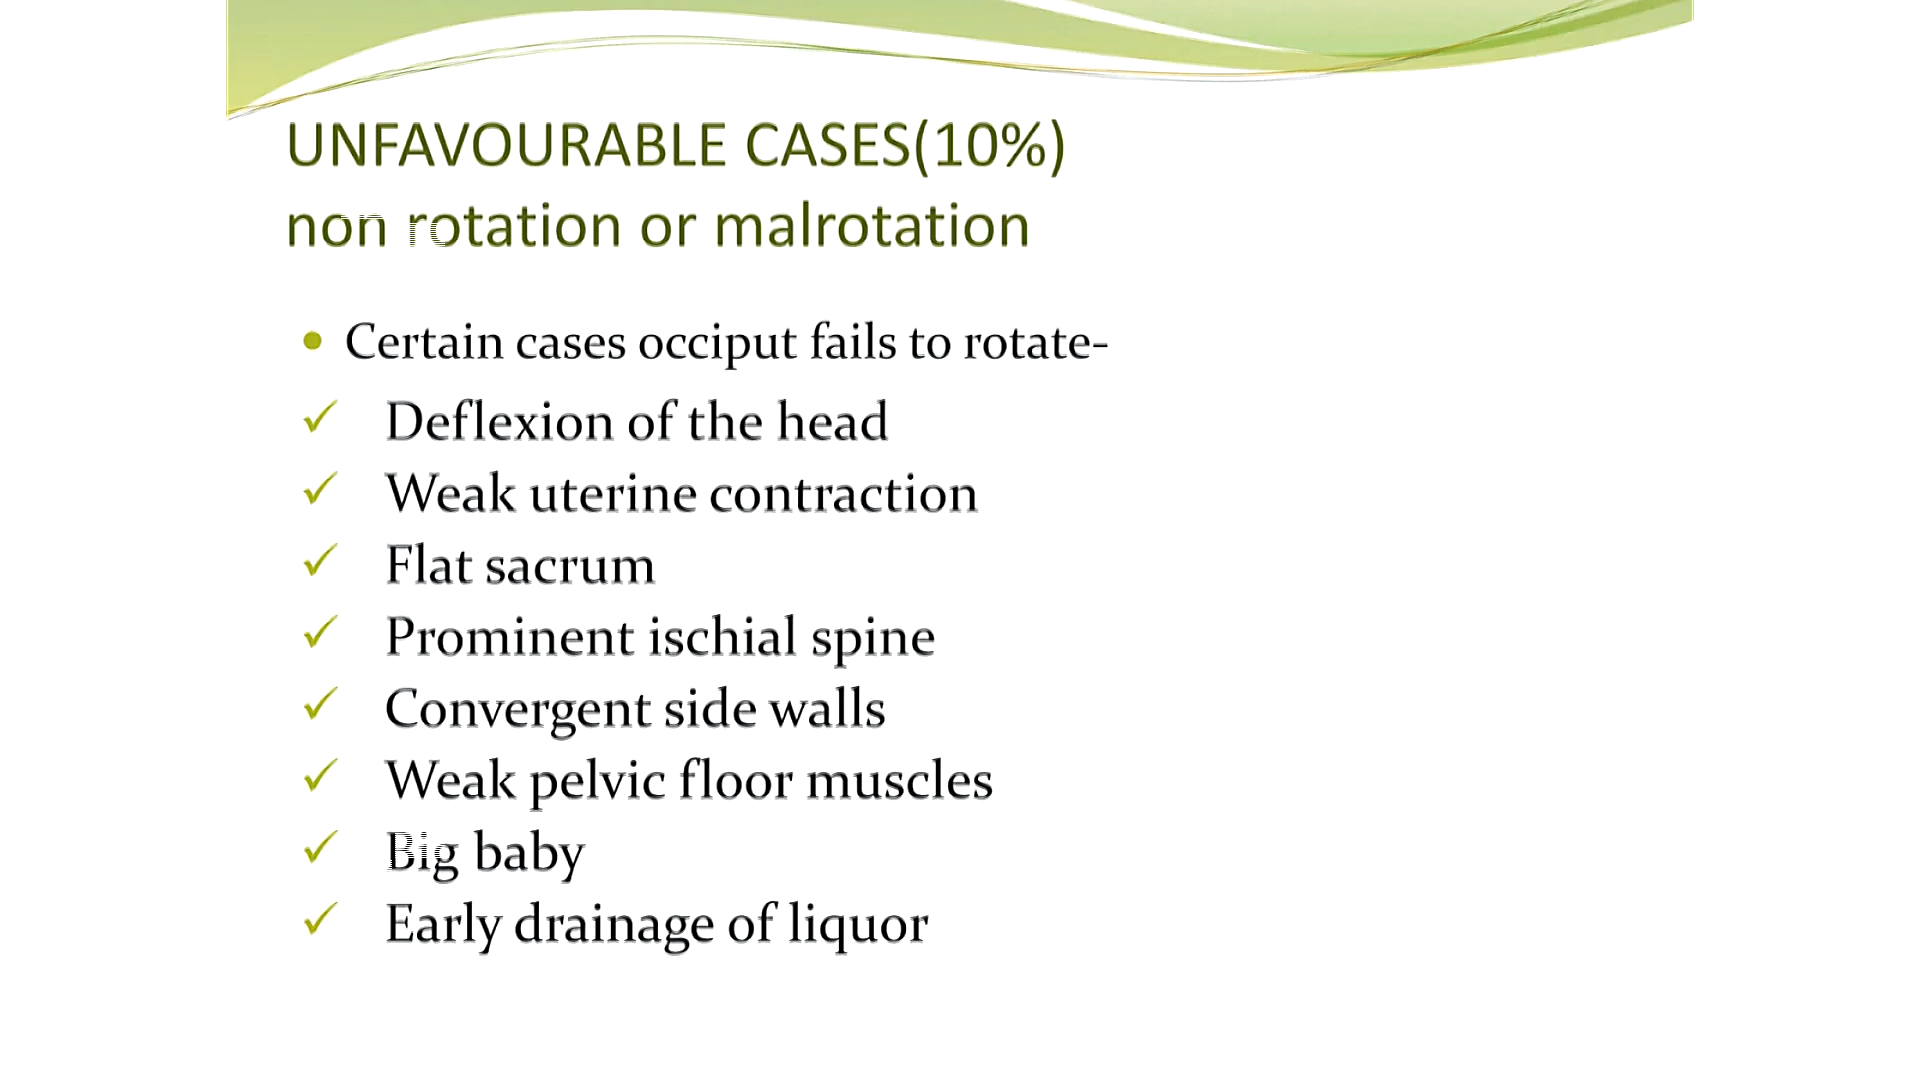 UNFAVOURABLE CASES(10%)
non rotation or malrotation
Certain cases occiput fails to rotate-
Deflexion of the head
Weak uterine contraction
Flat sacrum
Prominent ischial spine
Convergent side walls
Weak pelvic floor muscles
Big baby
Early drainage of liquor